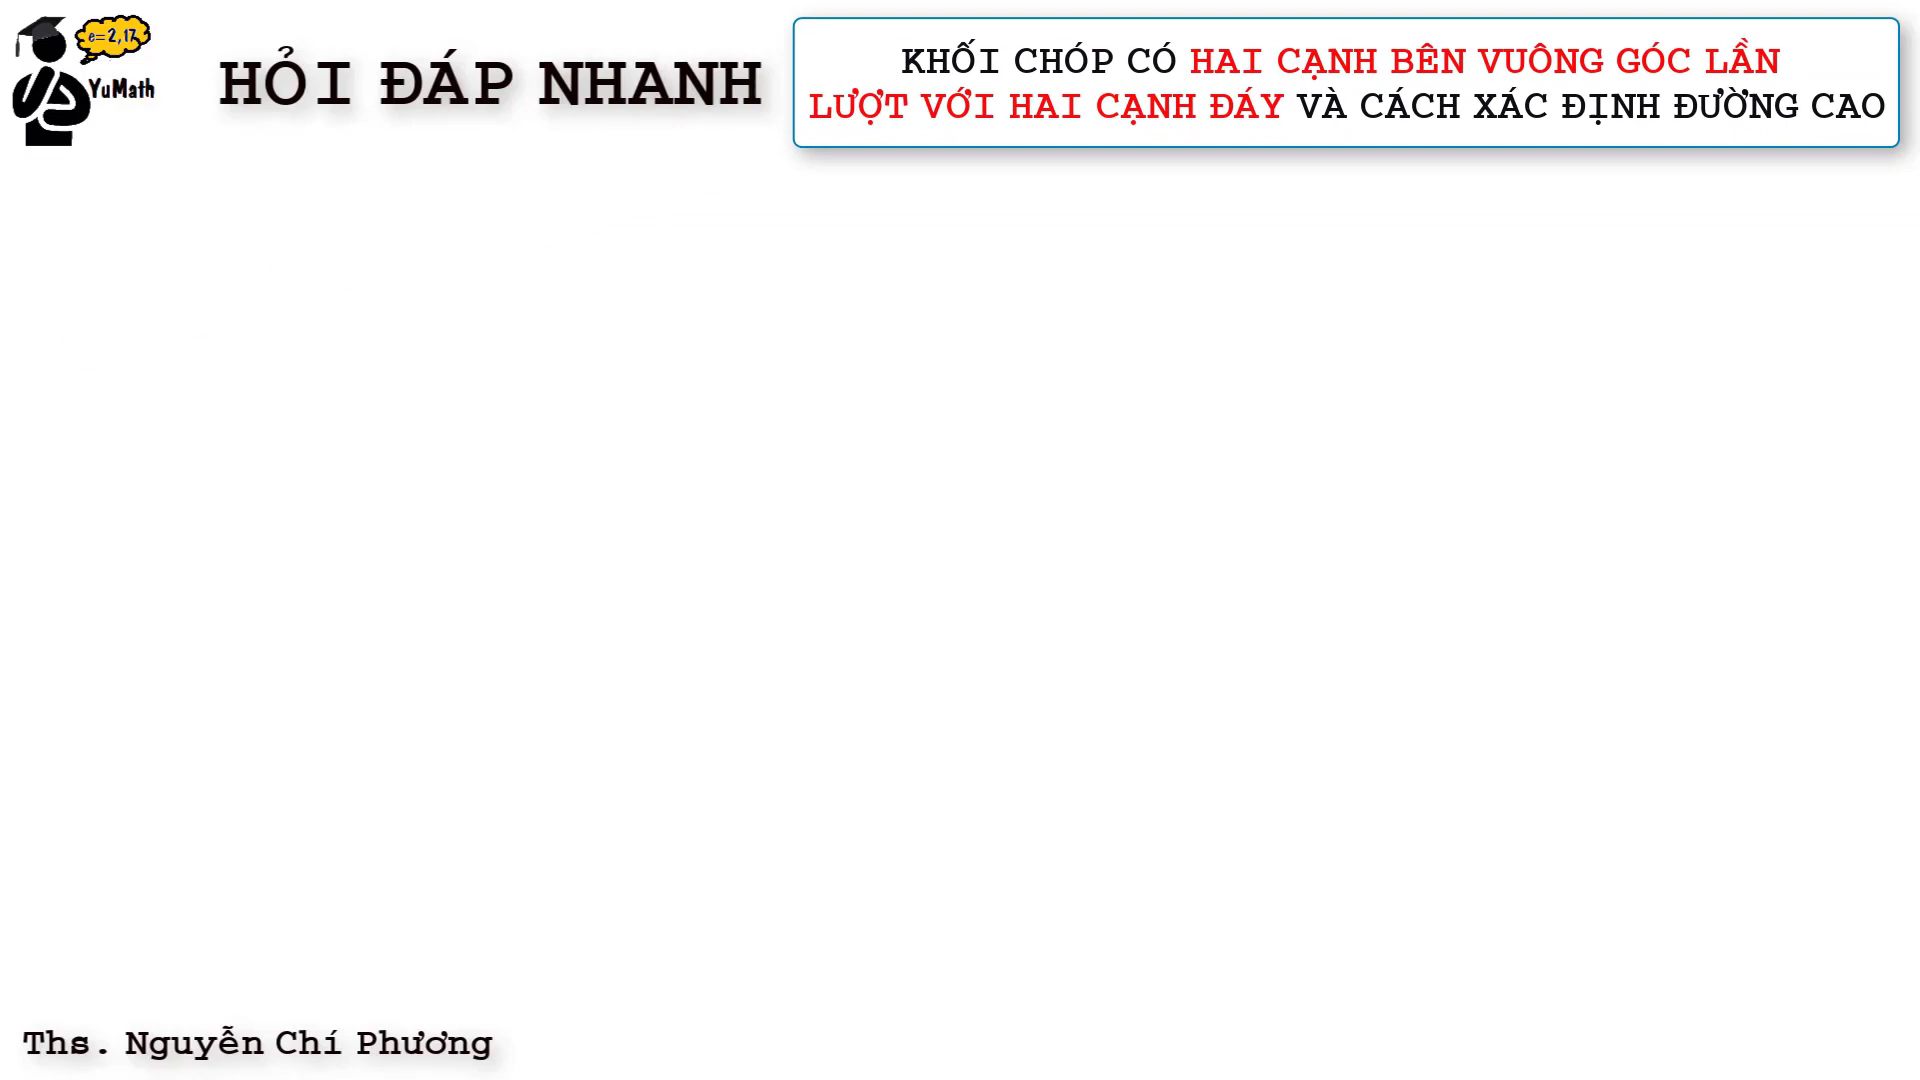 e=2,17
YuMath
HỎI ĐÁP NHANH
KHỐI CHÓP CÓ HAI CẠNH BÊN VUÔNG GÓC LẦN
LƯỢT VỚI HAI CẠNH ĐÁY VÀ CÁCH XÁC ĐỊNH ĐƯỜNG CAO
Ths. Nguyễn Chí Phương